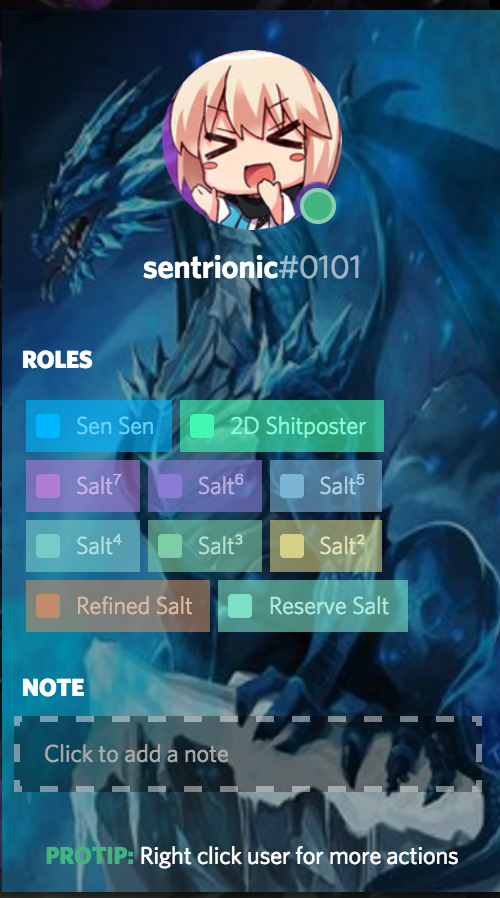 sentrionic#0101
ROLES
Sen Sen 2D Shitposter
Salt⁷ Salt⁶ Salt⁵
Salt⁴ Salt³ Salt²
Refined Salt Reserve Salt
NOTE
Click to add a note
PROTIP: Right click user for more actions